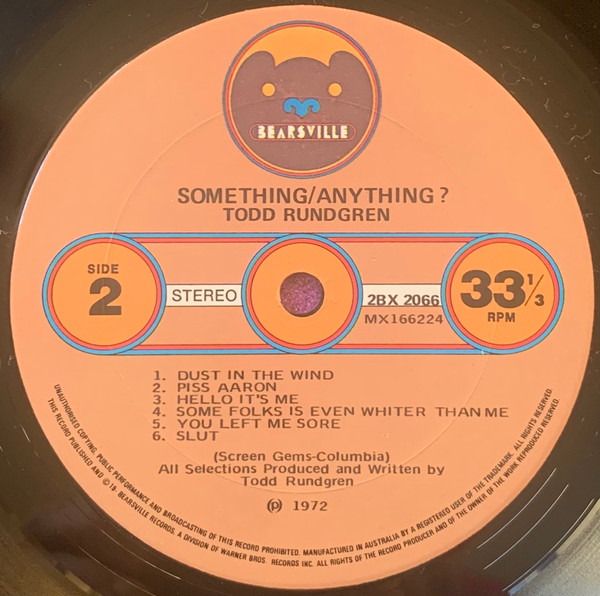 BEARSVILLE
SOMETHING/ANYTHING?
TODD RUNDGREN
SIDE
2
STEREO
2BX 2066
MX166224
33 1/3
RPM
1. DUST IN THE WIND
2. PISS AARON
3. HELLO IT'S ME
4. SOME FOLKS IS EVEN WHITER THAN ME
5. YOU LEFT ME SORE
6. SLUT
(Screen Gems-Columbia)
All Selections Produced and Written by
Todd Rundgren
℗ 1972
UNAUTHORISED COPYING, PUBLIC PERFORMANCE AND BROADCASTING OF THIS RECORD PROHIBITED. MANUFACTURED IN AUSTRALIA BY A REGISTERED USER OF THE TRADEMARK. ALL RIGHTS RESERVED.
THIS RECORD PUBLISHED AND © 19- BEARSVILLE RECORDS, A DIVISION OF WARNER BROS. RECORDS INC. ALL RIGHTS OF THE RECORD PRODUCER AND OF THE OWNER OF THE WORK REPRODUCED RESERVED.